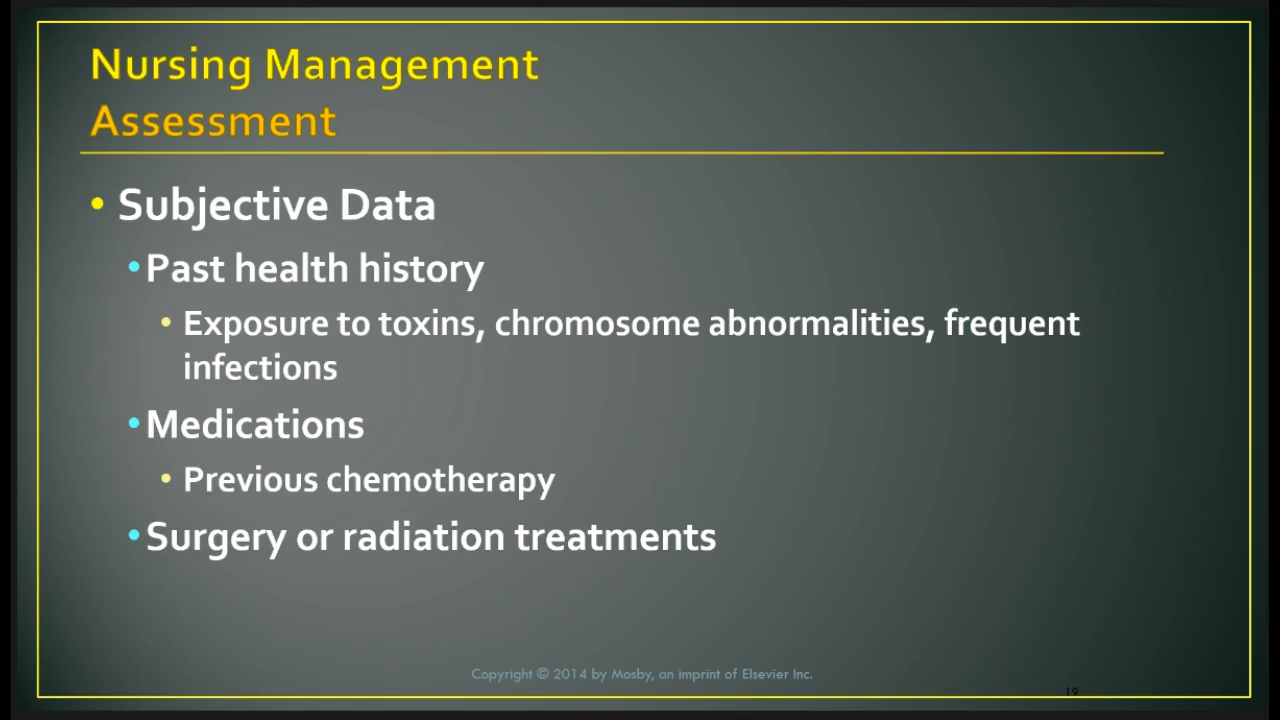 Nursing Management
Assessment
• Subjective Data
• Past health history
• Exposure to toxins, chromosome abnormalities, frequent
infections
• Medications
• Previous chemotherapy
• Surgery or radiation treatments
Copyright © 2014 by Mosby, an imprint of Elsevier Inc.
19